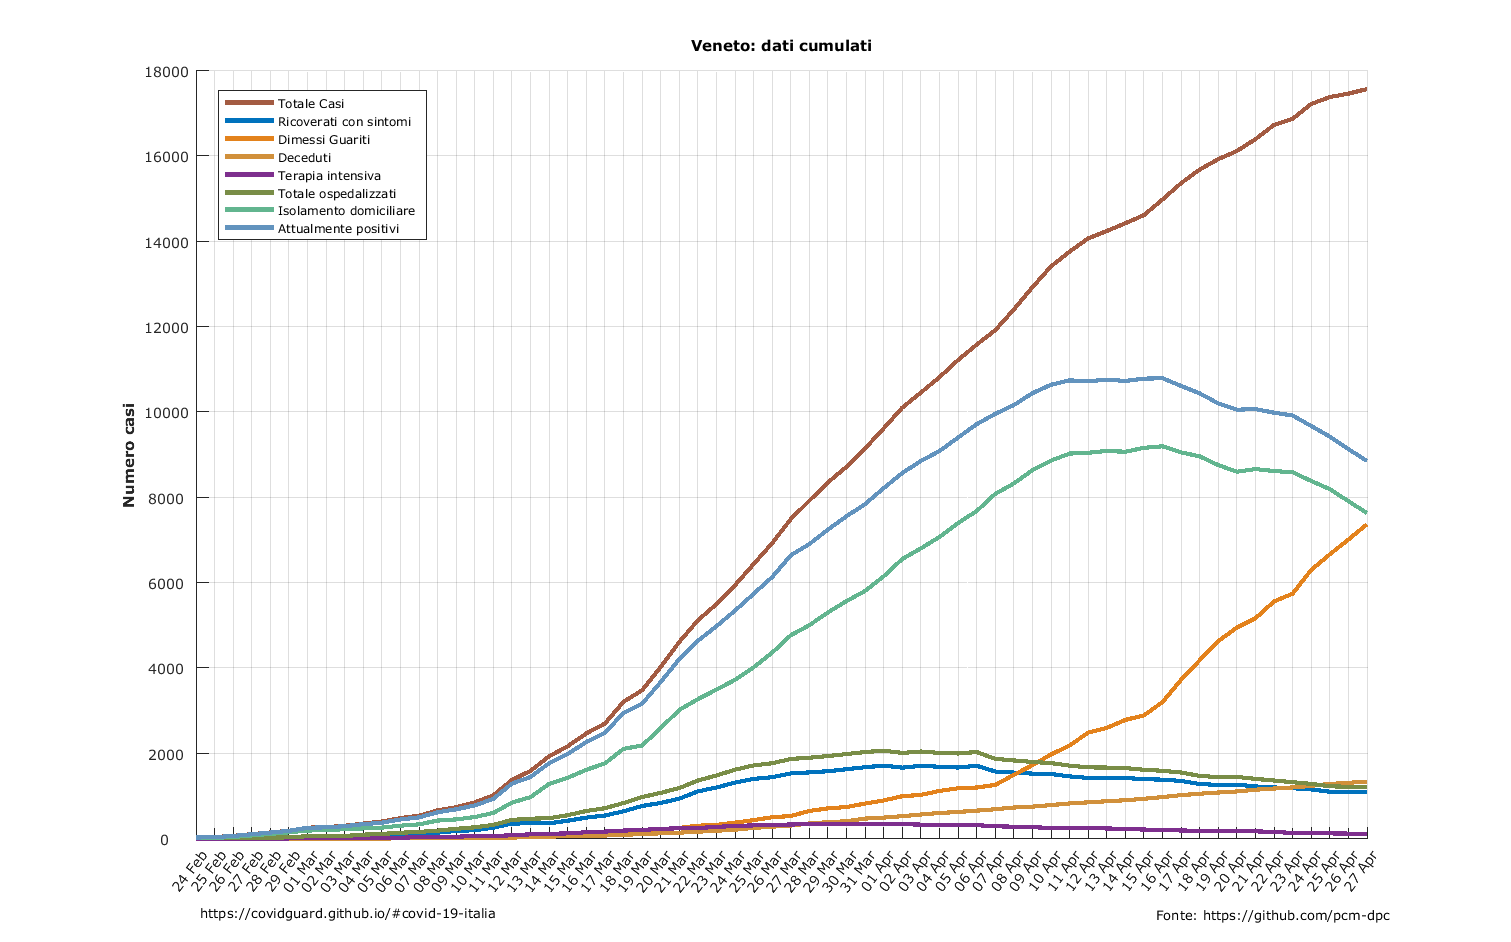 Veneto: dati cumulati
18000
16000
14000
12000
10000
8000
6000
4000
2000
0
Numero casi
Totale Casi
Ricoverati con sintomi
Dimessi Guariti
Deceduti
Terapia intensiva
Totale ospedalizzati
Isolamento domiciliare
Attualmente positivi
24 Feb
25 Feb
26 Feb
27 Feb
28 Feb
29 Feb
01 Mar
02 Mar
03 Mar
04 Mar
05 Mar
06 Mar
07 Mar
08 Mar
09 Mar
10 Mar
11 Mar
12 Mar
13 Mar
14 Mar
15 Mar
16 Mar
17 Mar
18 Mar
19 Mar
20 Mar
21 Mar
22 Mar
23 Mar
24 Mar
25 Mar
26 Mar
27 Mar
28 Mar
29 Mar
30 Mar
31 Mar
01 Apr
02 Apr
03 Apr
04 Apr
05 Apr
06 Apr
07 Apr
08 Apr
09 Apr
10 Apr
11 Apr
12 Apr
13 Apr
14 Apr
15 Apr
16 Apr
17 Apr
18 Apr
19 Apr
20 Apr
21 Apr
22 Apr
23 Apr
24 Apr
25 Apr
26 Apr
27 Apr
https://covidguard.github.io/#covid-19-italia
Fonte: https://github.com/pcm-dpc